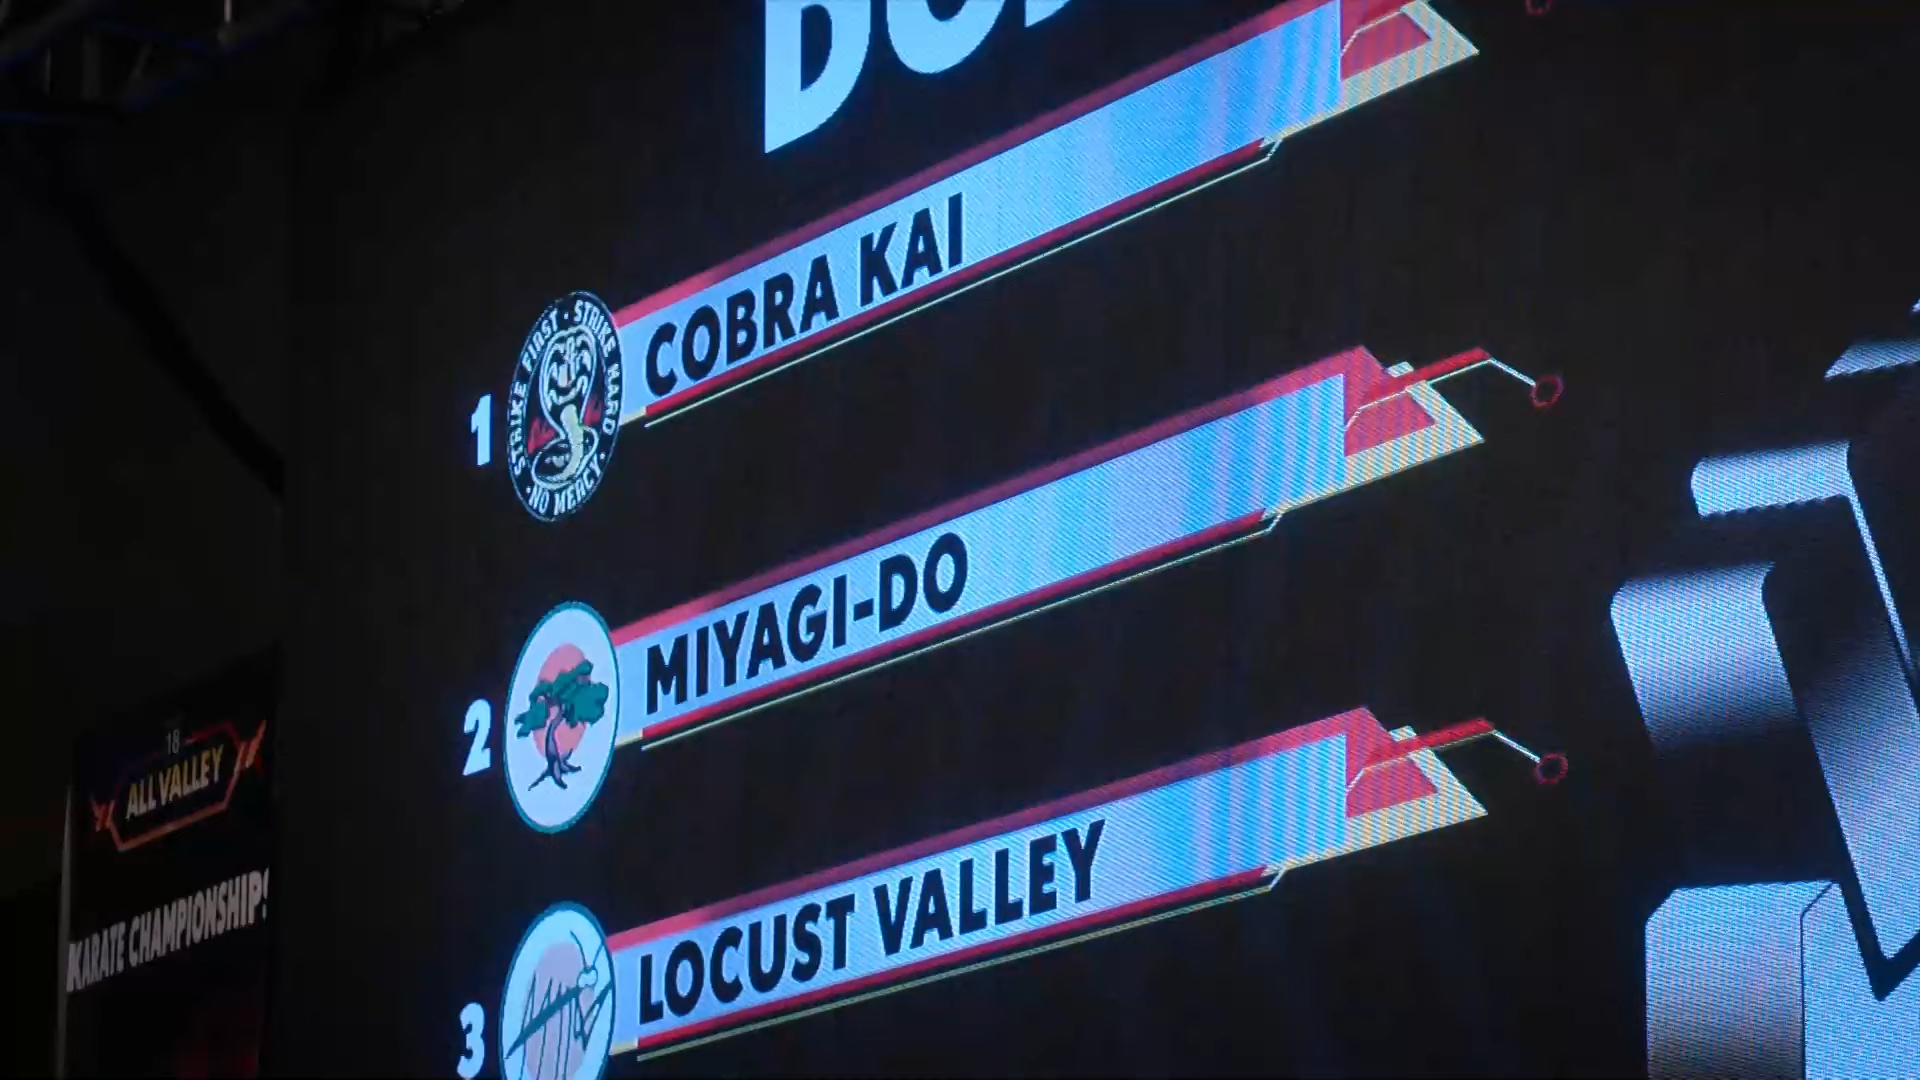 1
STRIKE FIRST • STRIKE HARD • NO MERCY •
COBRA KAI
2
MIYAGI-DO
3
LOCUST VALLEY
18
ALL VALLEY
KARATE CHAMPIONSHIPS